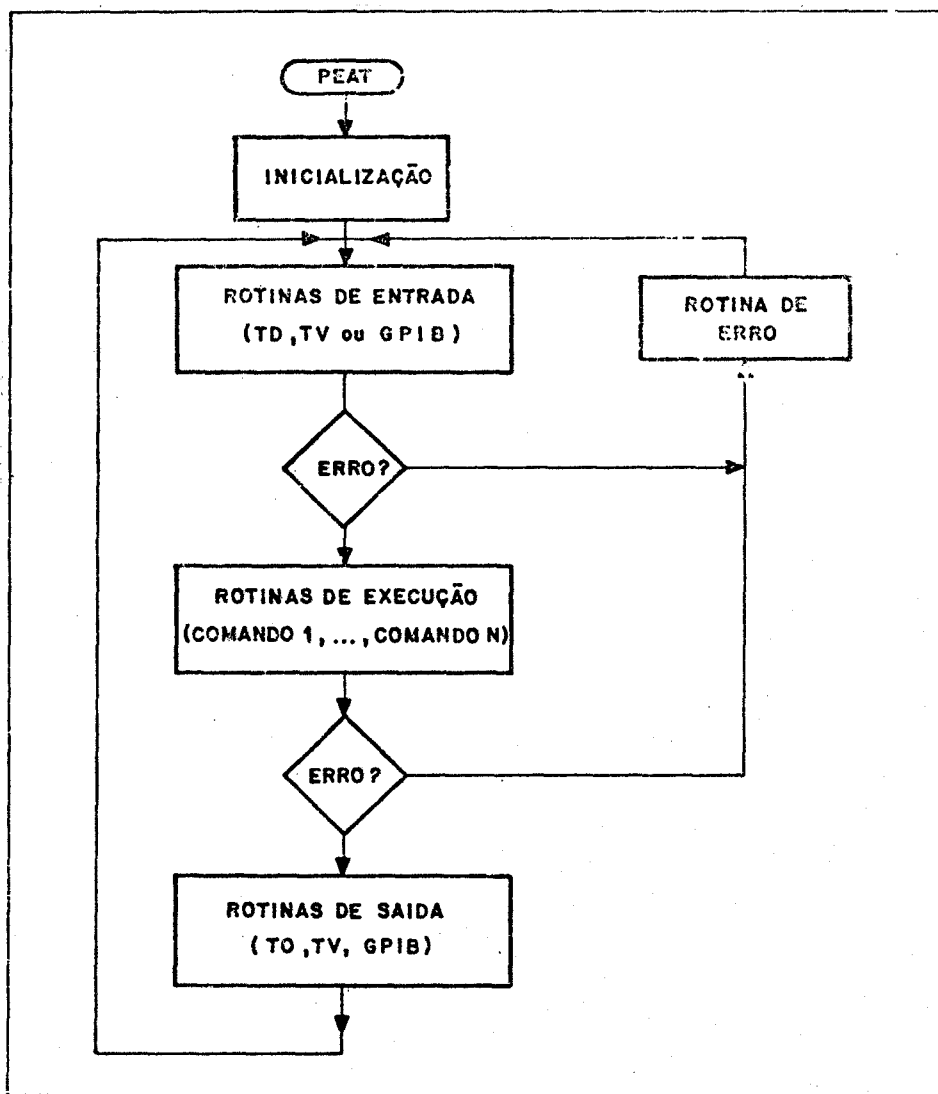 PEAT
INICIALIZAÇÃO
ROTINAS DE ENTRADA
(TD,TV ou GPIB)
ROTINA DE
ERRO
ERRO?
ROTINAS DE EXECUÇÃO
(COMANDO 1, ..., COMANDO N)
ERRO?
ROTINAS DE SAIDA
(TO,TV, GPIB)